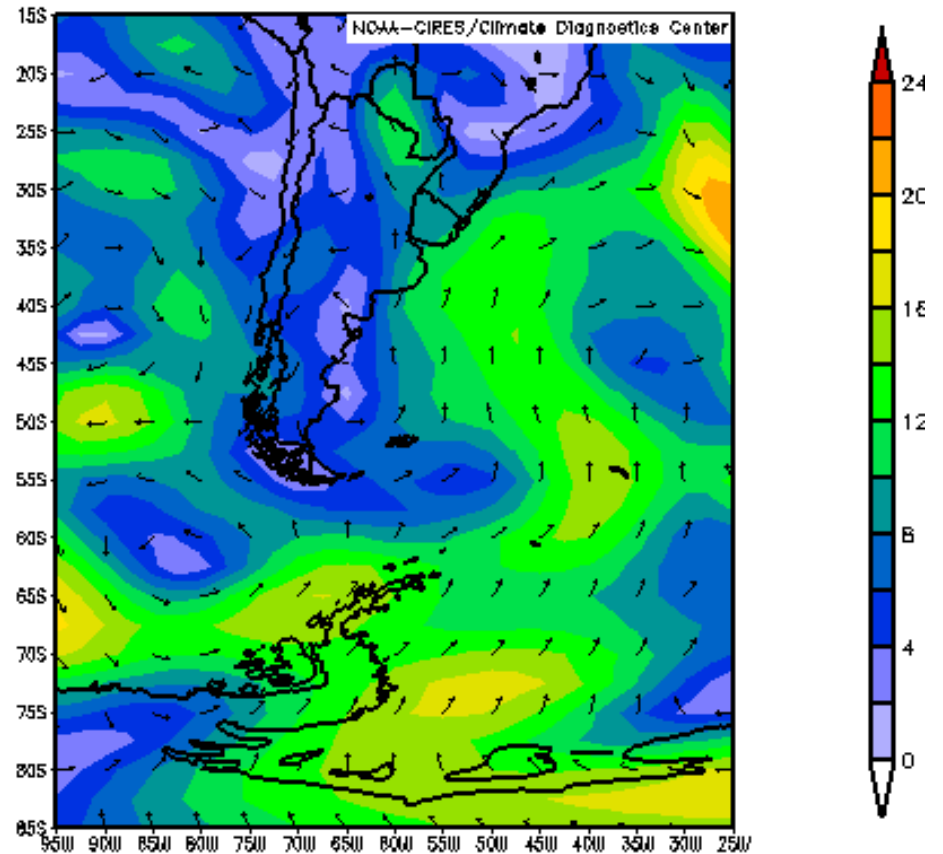 NOAA-CIRES/Climate Diagnostics Center
15S
20S
25S
30S
35S
40S
45S
50S
55S
60S
65S
70S
75S
80S
85S
95W 90W 85W 80W 75W 70W 65W 60W 55W 50W 45W 40W 35W 30W 25W
24
20
16
12
8
4
0